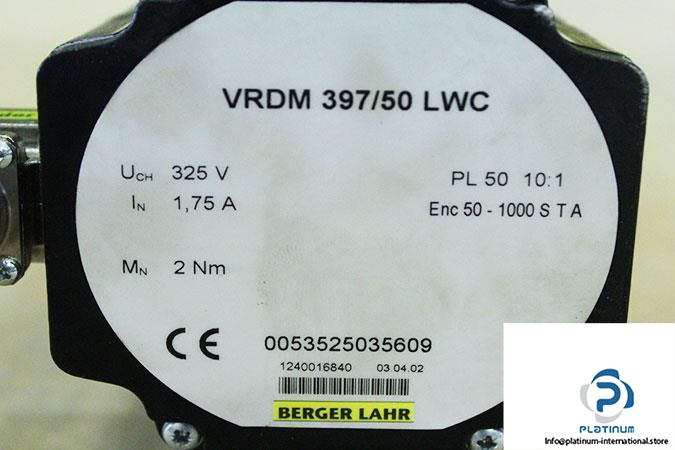 VRDM 397/50 LWC
UCH 325 V
IN 1,75 A
MN 2 Nm
PL 50 10:1
Enc 50 - 1000 S T A
CE 0053525035609
1240016840 03.04.02
BERGER LAHR
PLATINUM
Info@platinum-international.store